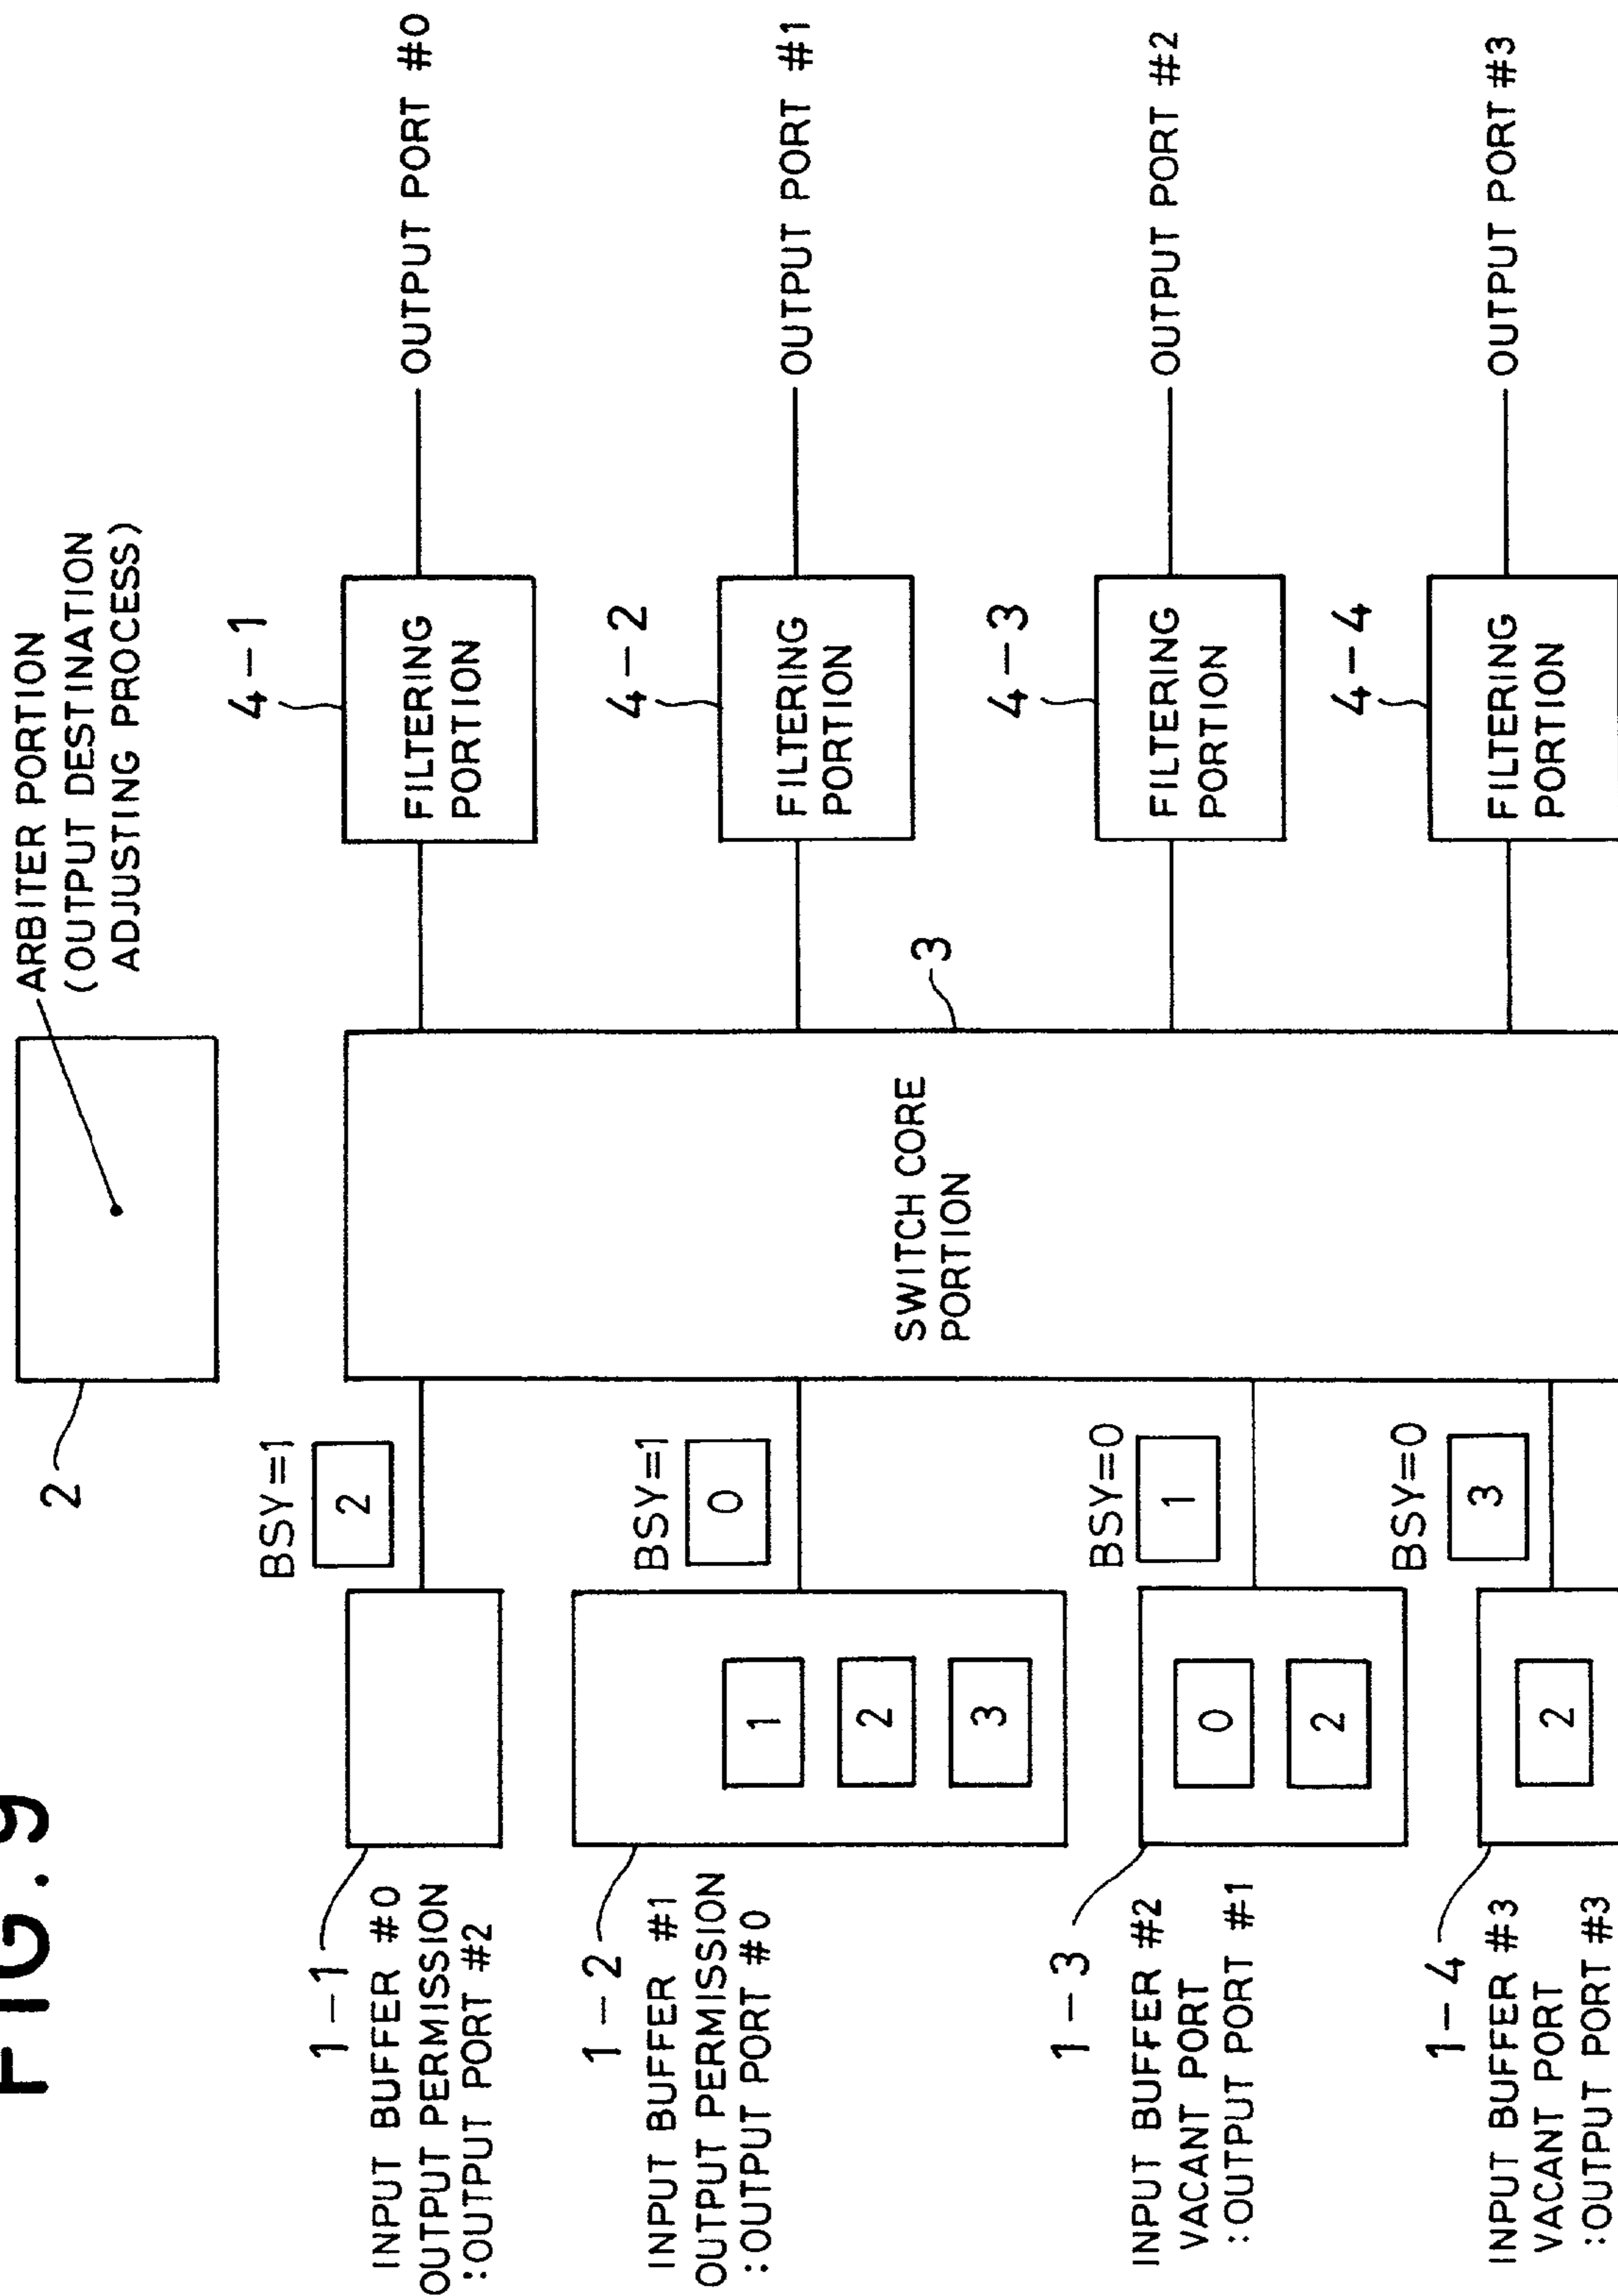 FIG. 9
2
ARBITER PORTION
(OUTPUT DESTINATION
ADJUSTING PROCESS)
1-1
INPUT BUFFER #0
OUTPUT PERMISSION
:OUTPUT PORT #2
BSY=1
2
4-1
FILTERING
PORTION
OUTPUT PORT #0
1-2
INPUT BUFFER #1
OUTPUT PERMISSION
:OUTPUT PORT #0
1
2
3
BSY=1
0
4-2
FILTERING
PORTION
OUTPUT PORT #1
SWITCH CORE
PORTION
3
1-3
INPUT BUFFER #2
VACANT PORT
:OUTPUT PORT #1
0
2
BSY=0
1
4-3
FILTERING
PORTION
OUTPUT PORT #2
1-4
INPUT BUFFER #3
VACANT PORT
:OUTPUT PORT #3
2
BSY=0
3
4-4
FILTERING
PORTION
OUTPUT PORT #3